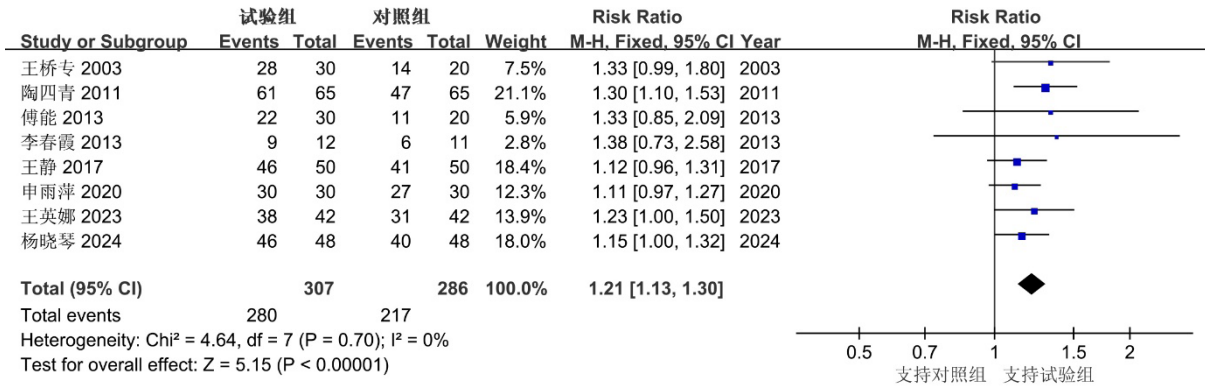 试验组 对照组 Risk Ratio Risk Ratio
Study or Subgroup Events Total Events Total Weight M-H, Fixed, 95% CI Year M-H, Fixed, 95% CI
王桥专 2003 28 30 14 20 7.5% 1.33 [0.99, 1.80] 2003
陶四青 2011 61 65 47 65 21.1% 1.30 [1.10, 1.53] 2011
傅能 2013 22 30 11 20 5.9% 1.33 [0.85, 2.09] 2013
李春霞 2013 9 12 6 11 2.8% 1.38 [0.73, 2.58] 2013
王静 2017 46 50 41 50 18.4% 1.12 [0.96, 1.31] 2017
申雨萍 2020 30 30 27 30 12.3% 1.11 [0.97, 1.27] 2020
王英娜 2023 38 42 31 42 13.9% 1.23 [1.00, 1.50] 2023
杨晓琴 2024 46 48 40 48 18.0% 1.15 [1.00, 1.32] 2024
Total (95% CI) 307 286 100.0% 1.21 [1.13, 1.30]
Total events 280 217
Heterogeneity: Chi² = 4.64, df = 7 (P = 0.70); I² = 0%
Test for overall effect: Z = 5.15 (P < 0.00001)
0.5 0.7 1 1.5 2
支持对照组 支持试验组